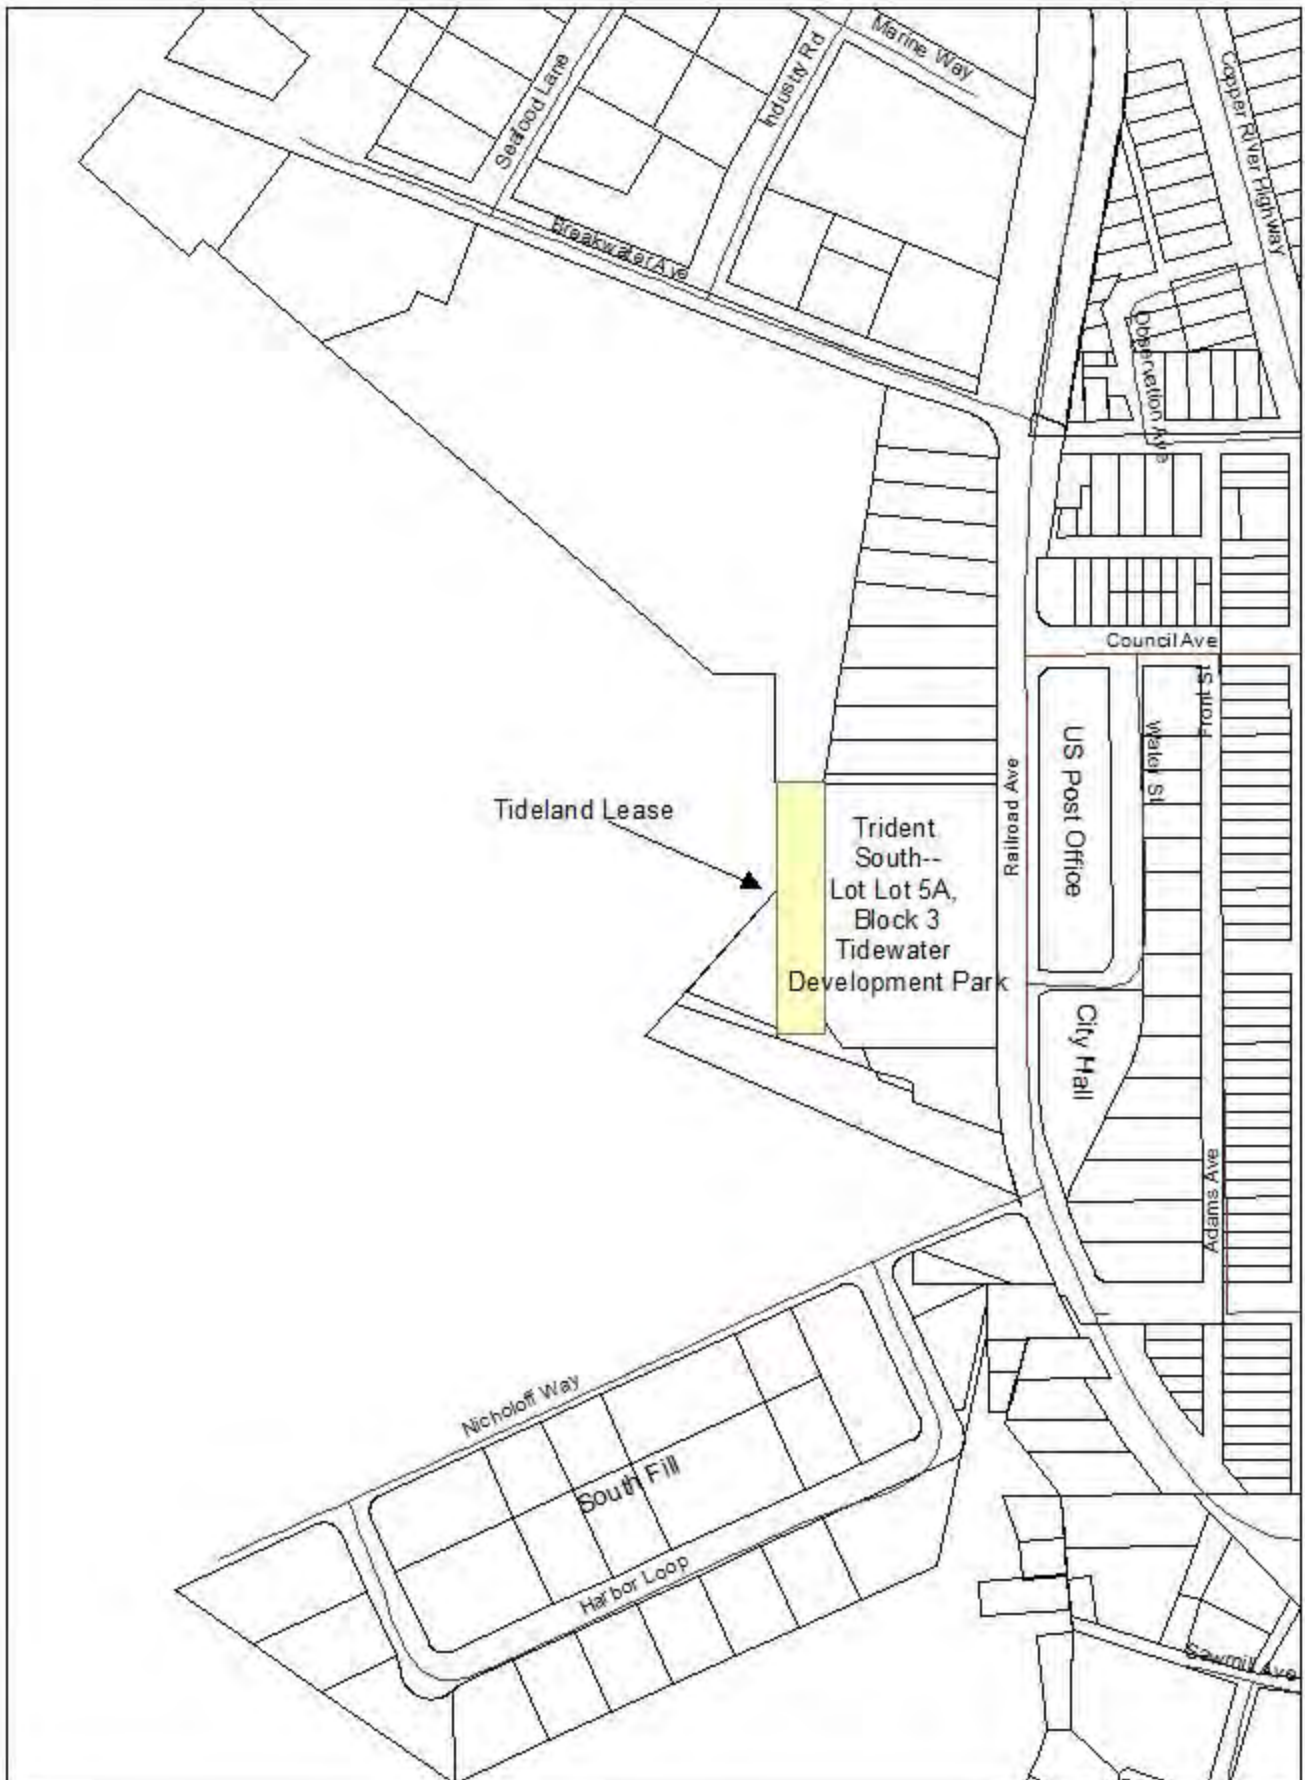 Marine Way
Seafood Lane
Industry Rd
Copper River Highway
Breakwater Ave
Observation Ave
Council Ave
Front St
Water St
US Post Office
Railroad Ave
Tideland Lease
Trident
South--
Lot Lot 5A,
Block 3
Tidewater
Development Park
City Hall
Adams Ave
Nicholoff Way
South Fill
Harbor Loop
Sawmill Ave